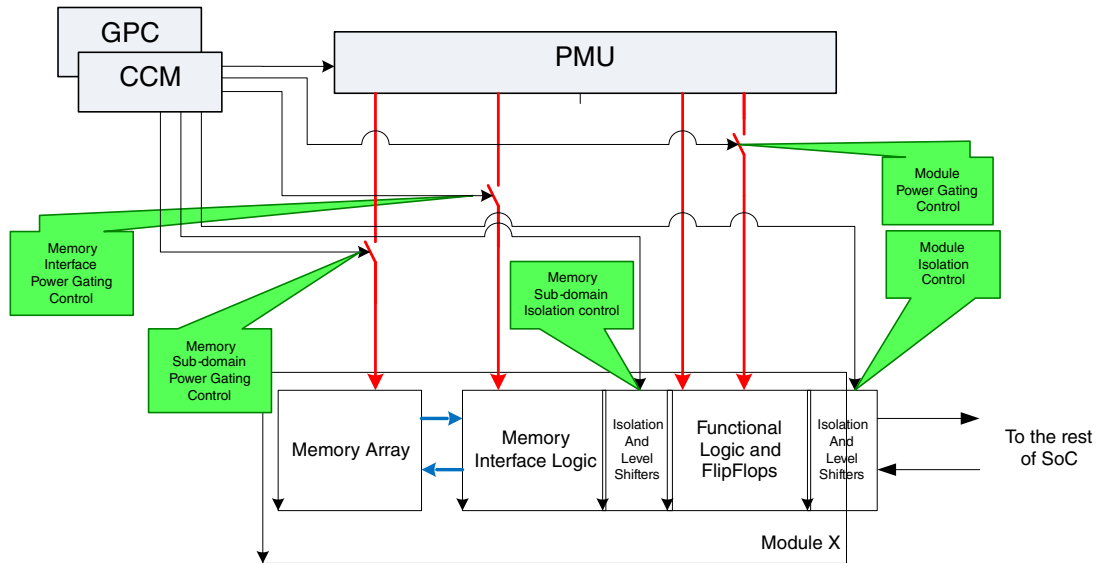 GPC
CCM
PMU
Module
Power Gating
Control
Memory
Interface
Power Gating
Control
Module
Isolation
Control
Memory
Sub-domain
Isolation control
Memory
Sub-domain
Power Gating
Control
Memory Array
Memory
Interface Logic
Isolation
And
Level
Shifters
Functional
Logic and
FlipFlops
Isolation
And
Level
Shifters
To the rest
of SoC
Module X